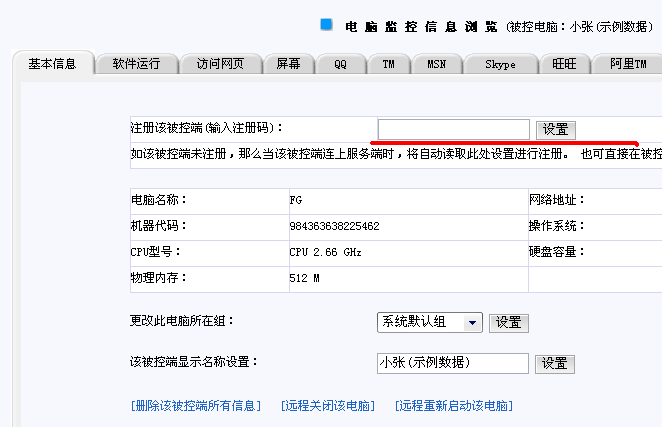 电 脑 监 控 信 息 浏 览 (被控电脑：小张(示例数据)
基本信息 软件运行 访问网页 屏幕 QQ TM MSN Skype 旺旺 阿里TM
注册该被控端(输入注册码)： 设置
如该被控端未注册，那么当该被控端连上服务端时，将自动读取此处设置进行注册。 也可直接在被控
电脑名称： FG 网络地址：
机器代码： 984363638225462 操作系统：
CPU型号： CPU 2.66 GHz 硬盘容量：
物理内存： 512 M
更改此电脑所在组： 系统默认组 设置
该被控端显示名称设置： 小张(示例数据) 设置
[删除该被控端所有信息] [远程关闭该电脑] [远程重新启动该电脑]